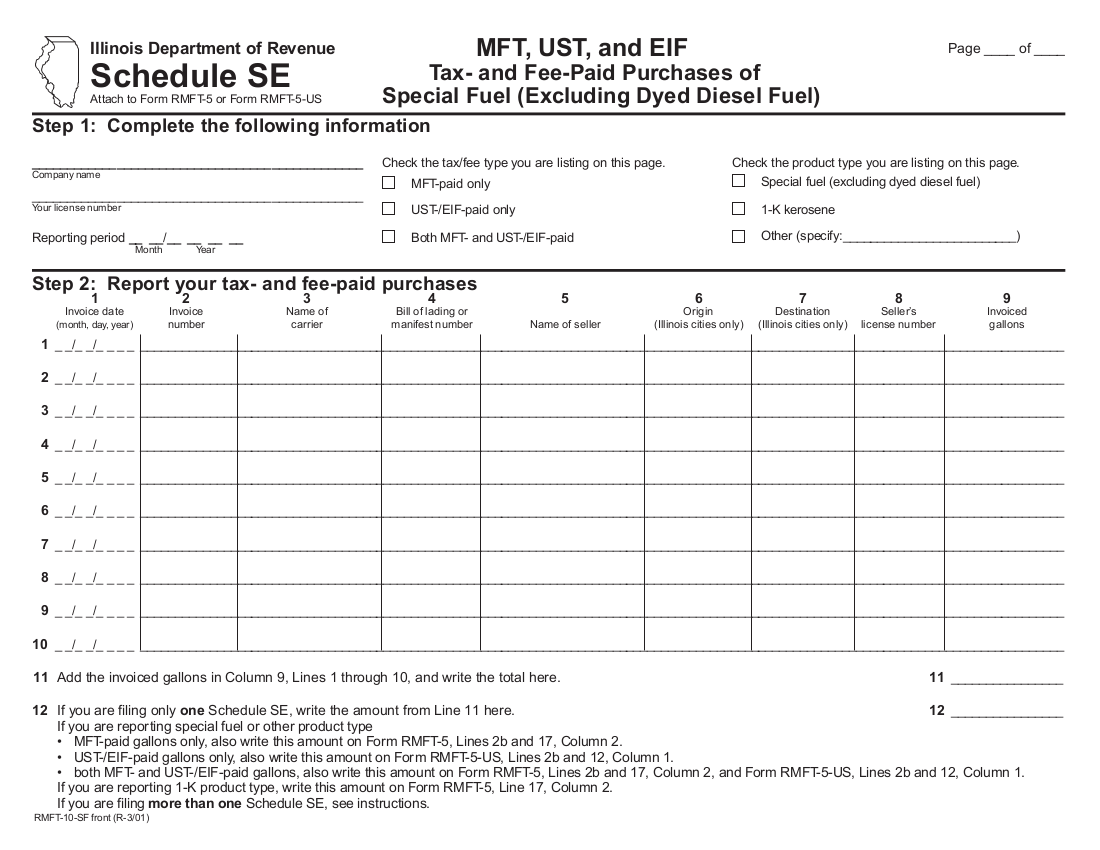 Illinois Department of Revenue
Schedule SE
Attach to Form RMFT-5 or Form RMFT-5-US
MFT, UST, and EIF
Tax- and Fee-Paid Purchases of
Special Fuel (Excluding Dyed Diesel Fuel)
Page ____ of ____
Step 1:  Complete the following information
Company name
Your license number
Reporting period __ __/__ __ __ __
Month Year
Check the tax/fee type you are listing on this page.
MFT-paid only
UST-/EIF-paid only
Both MFT- and UST-/EIF-paid
Check the product type you are listing on this page.
Special fuel (excluding dyed diesel fuel)
1-K kerosene
Other (specify:_________________________)
Step 2:  Report your tax- and fee-paid purchases
1 2 3 4 5 6 7 8 9
Invoice date Invoice Name of Bill of lading or Origin Destination Seller's Invoiced
(month, day, year) number carrier manifest number Name of seller (Illinois cities only) (Illinois cities only) license number gallons
1 _ _/_ _/_ _ _ _
2 _ _/_ _/_ _ _ _
3 _ _/_ _/_ _ _ _
4 _ _/_ _/_ _ _ _
5 _ _/_ _/_ _ _ _
6 _ _/_ _/_ _ _ _
7 _ _/_ _/_ _ _ _
8 _ _/_ _/_ _ _ _
9 _ _/_ _/_ _ _ _
10 _ _/_ _/_ _ _ _
11 Add the invoiced gallons in Column 9, Lines 1 through 10, and write the total here. 11 ________________
12 If you are filing only one Schedule SE, write the amount from Line 11 here. 12 ________________
If you are reporting special fuel or other product type
• MFT-paid gallons only, also write this amount on Form RMFT-5, Lines 2b and 17, Column 2.
• UST-/EIF-paid gallons only, also write this amount on Form RMFT-5-US, Lines 2b and 12, Column 1.
• both MFT- and UST-/EIF-paid gallons, also write this amount on Form RMFT-5, Lines 2b and 17, Column 2, and Form RMFT-5-US, Lines 2b and 12, Column 1.
If you are reporting 1-K product type, write this amount on Form RMFT-5, Line 17, Column 2.
If you are filing more than one Schedule SE, see instructions.
RMFT-10-SF front (R-3/01)